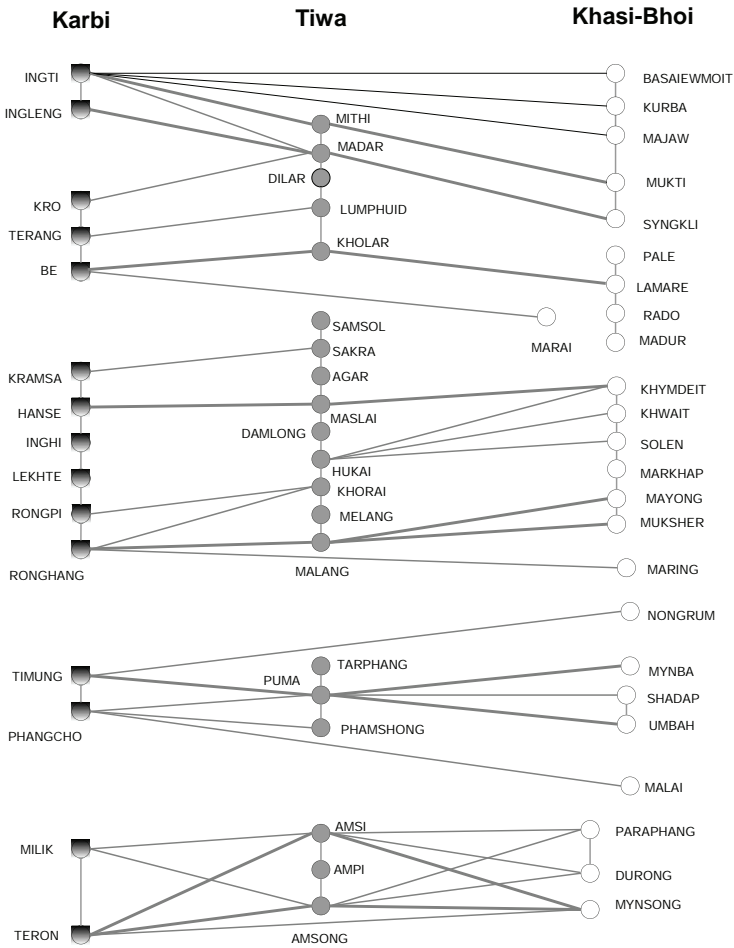 Karbi Tiwa Khasi-Bhoi
INGTI BASAIEWMOIT
KURBA
INGLENG MITHI
MAJAW
MADAR
DILAR MUKTI
KRO LUMPHUID
SYNGKLI
TERANG
KHOLAR PALE
BE
LAMARE
SAMSOL RADO
MARAI MADUR
SAKRA
KRAMSA AGAR
KHYMDEIT
HANSE MASLAI KHWAIT
DAMLONG
INGHI SOLEN
HUKAI
LEKHTE MARKHAP
KHORAI
MAYONG
RONGPI MELANG
MUKSHER
RONGHANG MALANG MARING
NONGRUM
TARPHANG
TIMUNG PUMA MYNBA
SHADAP
PHANGCHO PHAMSHONG UMBAH
MALAI
AMSI PARAPHANG
MILIK
AMPI DURONG
MYNSONG
TERON AMSONG